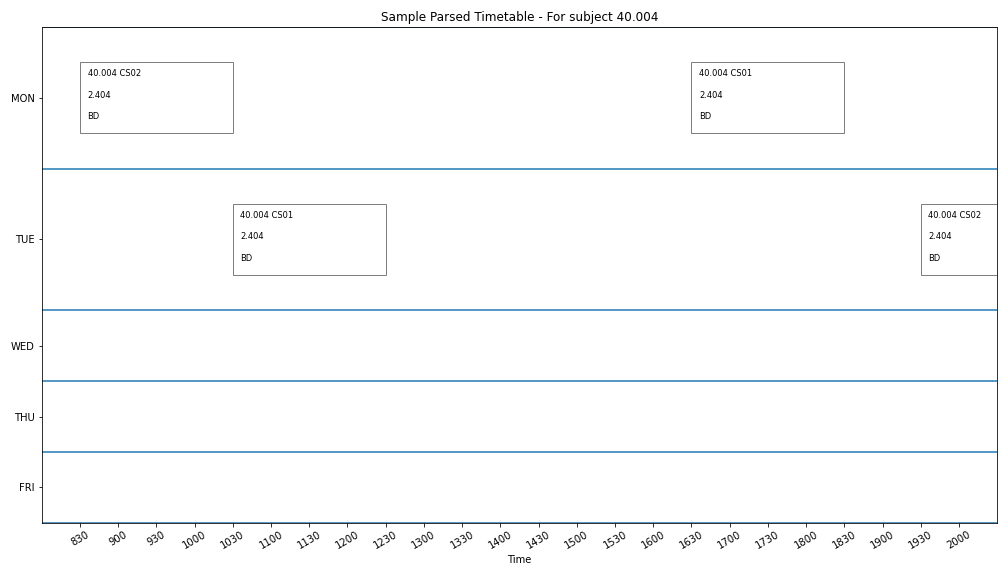 Sample Parsed Timetable - For subject 40.004
MON
40.004 CS02
2.404
BD
40.004 CS01
2.404
BD
TUE
40.004 CS01
2.404
BD
40.004 CS02
2.404
BD
WED
THU
FRI
830 900 930 1000 1030 1100 1130 1200 1230 1300 1330 1400 1430 1500 1530 1600 1630 1700 1730 1800 1830 1900 1930 2000
Time